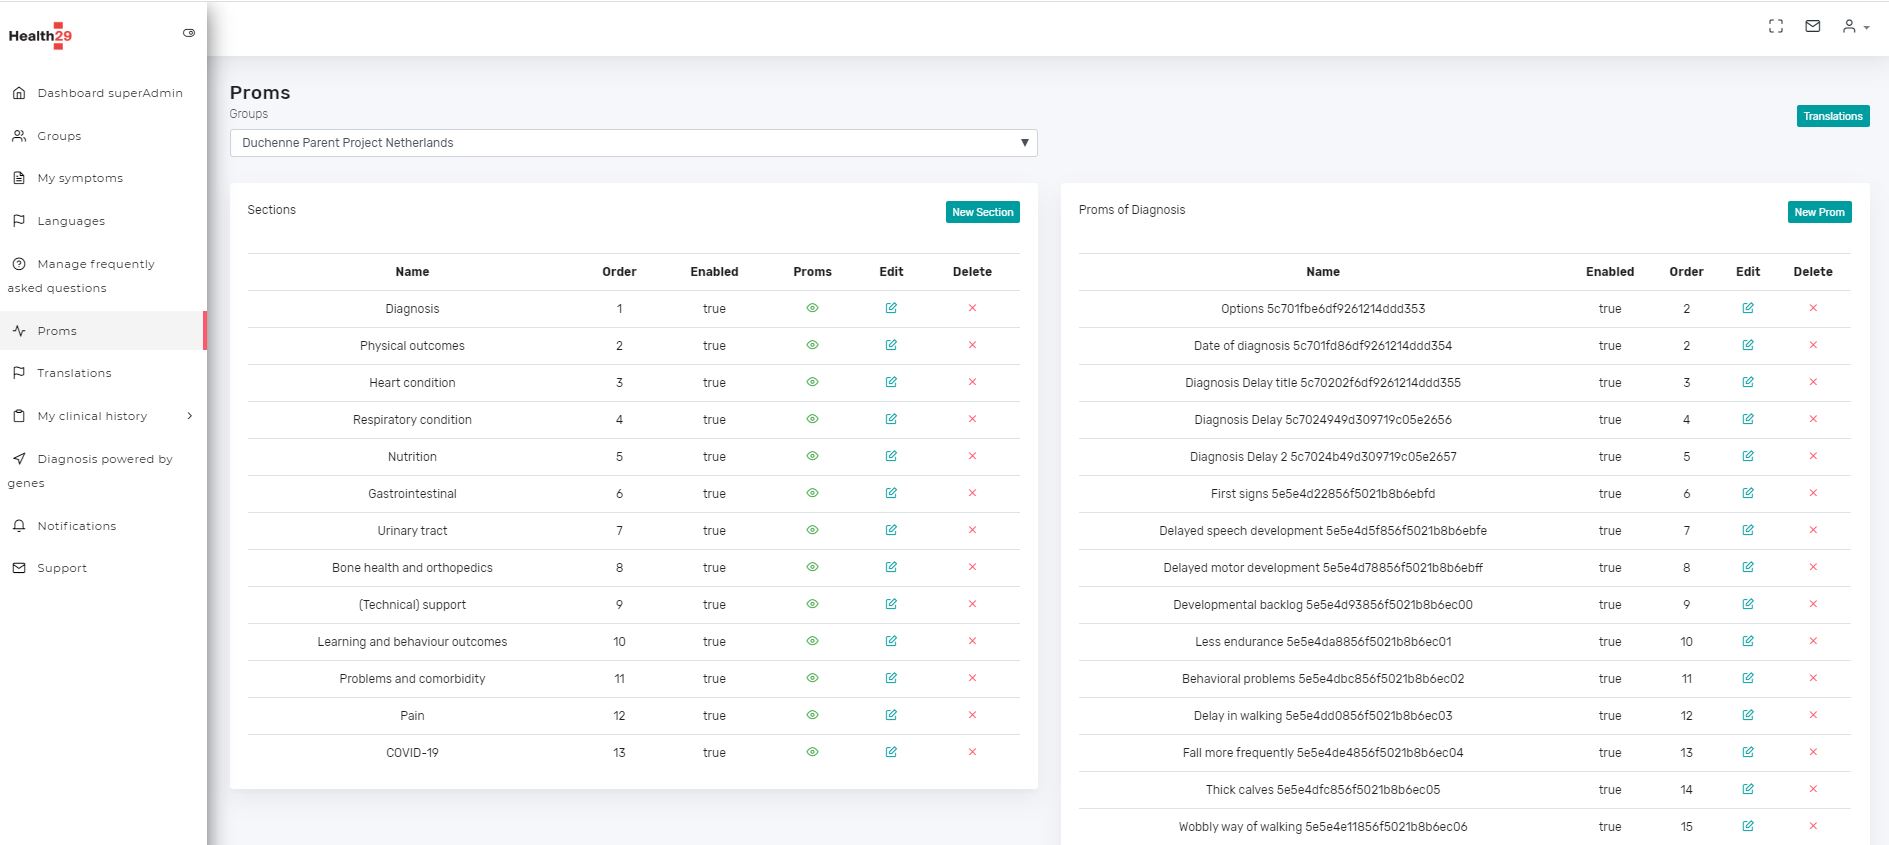 Health29
Dashboard superAdmin
Groups
My symptoms
Languages
Manage frequently
asked questions
Proms
Translations
My clinical history
Diagnosis powered by
genes
Notifications
Support
Proms
Groups
Duchenne Parent Project Netherlands
Translations
Sections
New Section
Name Order Enabled Proms Edit Delete
Diagnosis 1 true
Physical outcomes 2 true
Heart condition 3 true
Respiratory condition 4 true
Nutrition 5 true
Gastrointestinal 6 true
Urinary tract 7 true
Bone health and orthopedics 8 true
(Technical) support 9 true
Learning and behaviour outcomes 10 true
Problems and comorbidity 11 true
Pain 12 true
COVID-19 13 true
Proms of Diagnosis
New Prom
Name Enabled Order Edit Delete
Options 5c701fbe6df9261214ddd353 true 2
Date of diagnosis 5c701fd86df9261214ddd354 true 2
Diagnosis Delay title 5c70202f6df9261214ddd355 true 3
Diagnosis Delay 5c7024949d309719c05e2656 true 4
Diagnosis Delay 2 5c7024b49d309719c05e2657 true 5
First signs 5e5e4d22856f5021b8b6ebfd true 6
Delayed speech development 5e5e4d5f856f5021b8b6ebfe true 7
Delayed motor development 5e5e4d78856f5021b8b6ebff true 8
Developmental backlog 5e5e4d93856f5021b8b6ec00 true 9
Less endurance 5e5e4da8856f5021b8b6ec01 true 10
Behavioral problems 5e5e4dbc856f5021b8b6ec02 true 11
Delay in walking 5e5e4dd0856f5021b8b6ec03 true 12
Fall more frequently 5e5e4de4856f5021b8b6ec04 true 13
Thick calves 5e5e4dfc856f5021b8b6ec05 true 14
Wobbly way of walking 5e5e4e11856f5021b8b6ec06 true 15